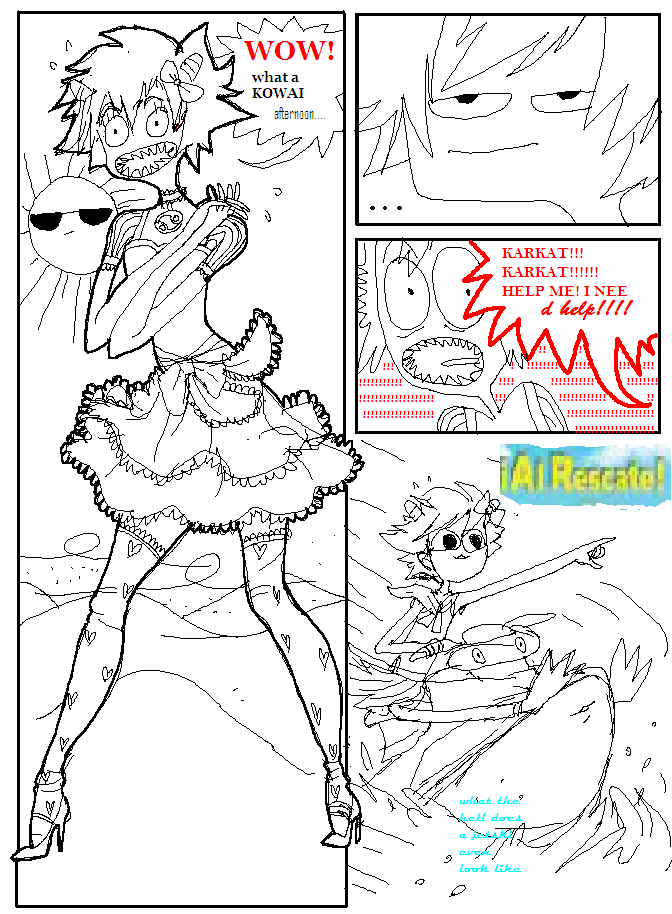 WOW!
what a
KOWAI
afternoon....
...
KARKAT!!!
KARKAT!!!!!!
HELP ME! I NEE
d help!!!!
¡Al Rescate!
what the
hell does
a jetski
even
look like